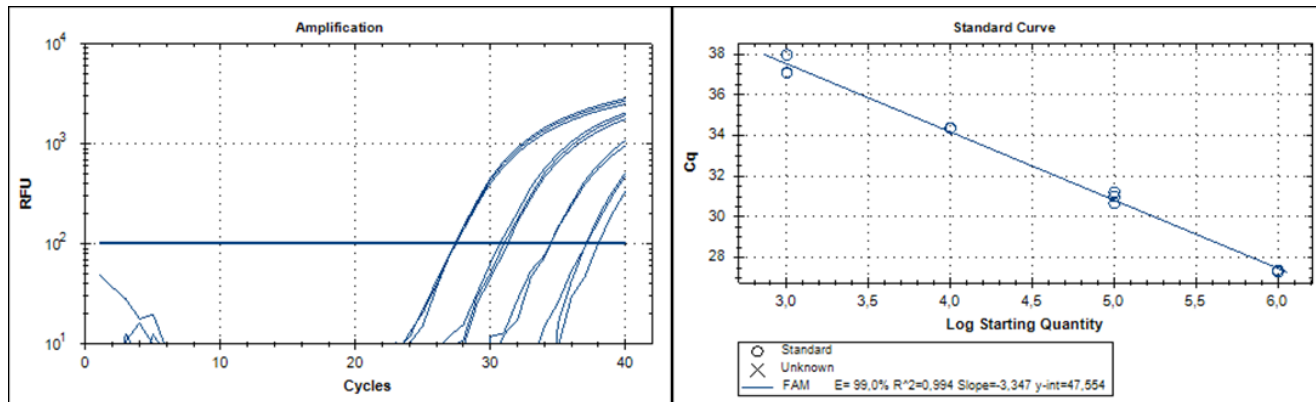 Amplification
10^4
10^3
10^2
10^1
RFU
0 10 20 30 40
Cycles
Standard Curve
38
36
34
32
30
28
Cq
3,0 3,5 4,0 4,5 5,0 5,5 6,0
Log Starting Quantity
Standard
Unknown
FAM E= 99,0% R^2=0,994 Slope=-3,347 y-int=47,554